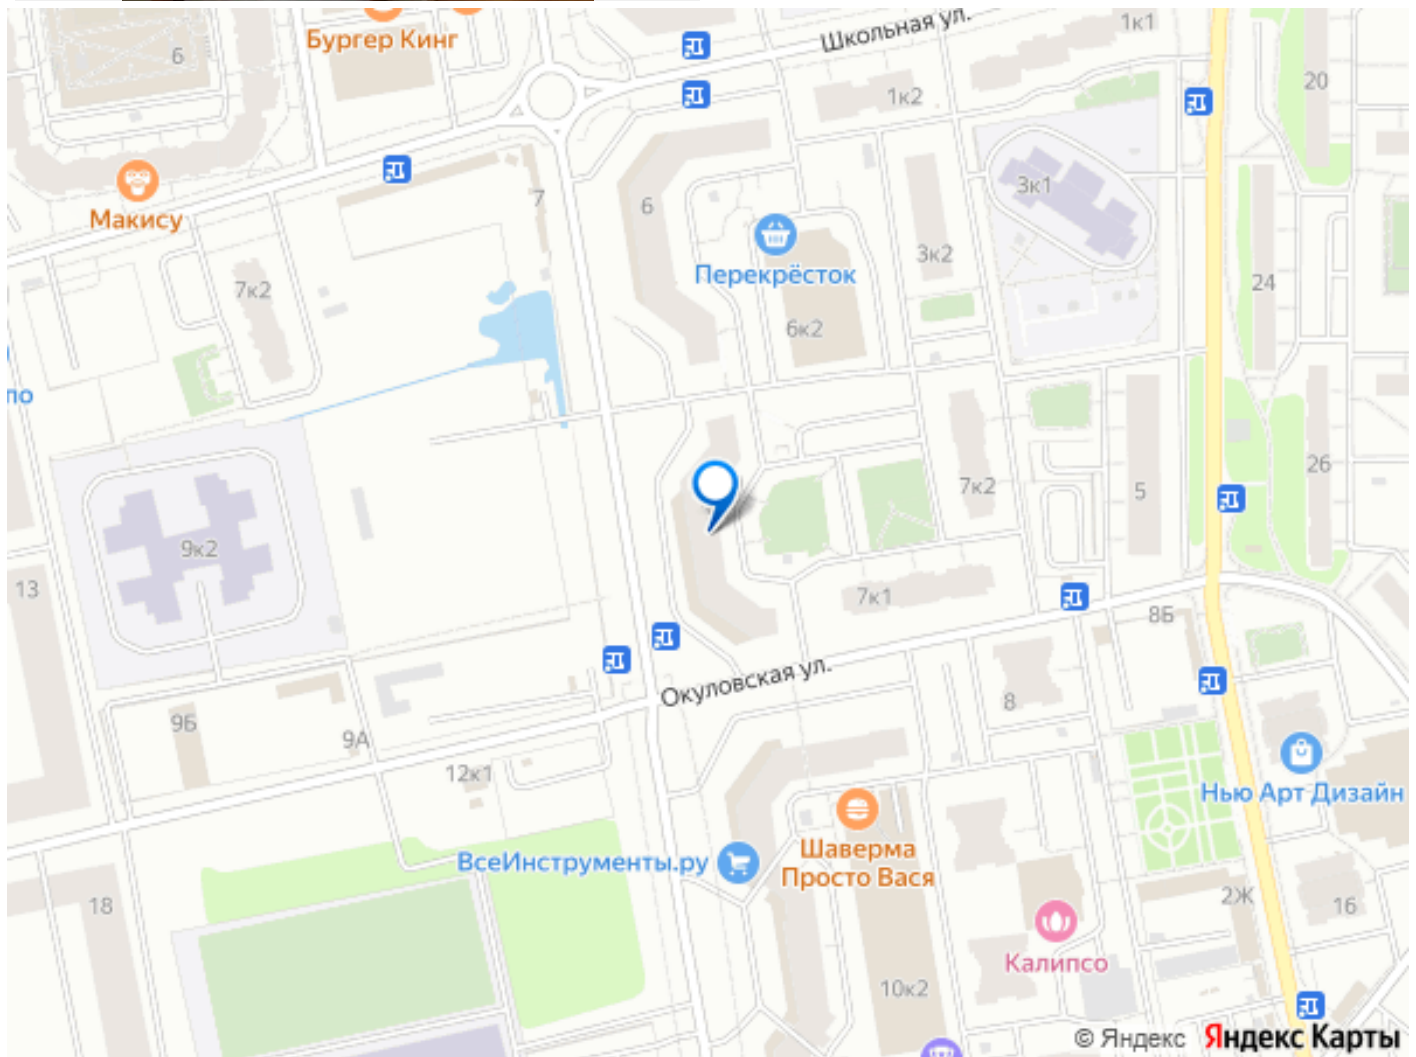 Бургер Кинг
Школьная ул.
1к1
6
20
1к2
Макису
7
6
3к1
Перекрёсток
3к2
7к2
24
6к2
по
26
7к2
5
9к2
13
7к1
8Б
Окуловская ул.
8
9Б
9А
12к1
Нью Арт Дизайн
ВсеИнструменты.ру
Шаверма
Просто Вася
18
2Ж
16
Калипсо
10к2
© Яндекс Яндекс Карты